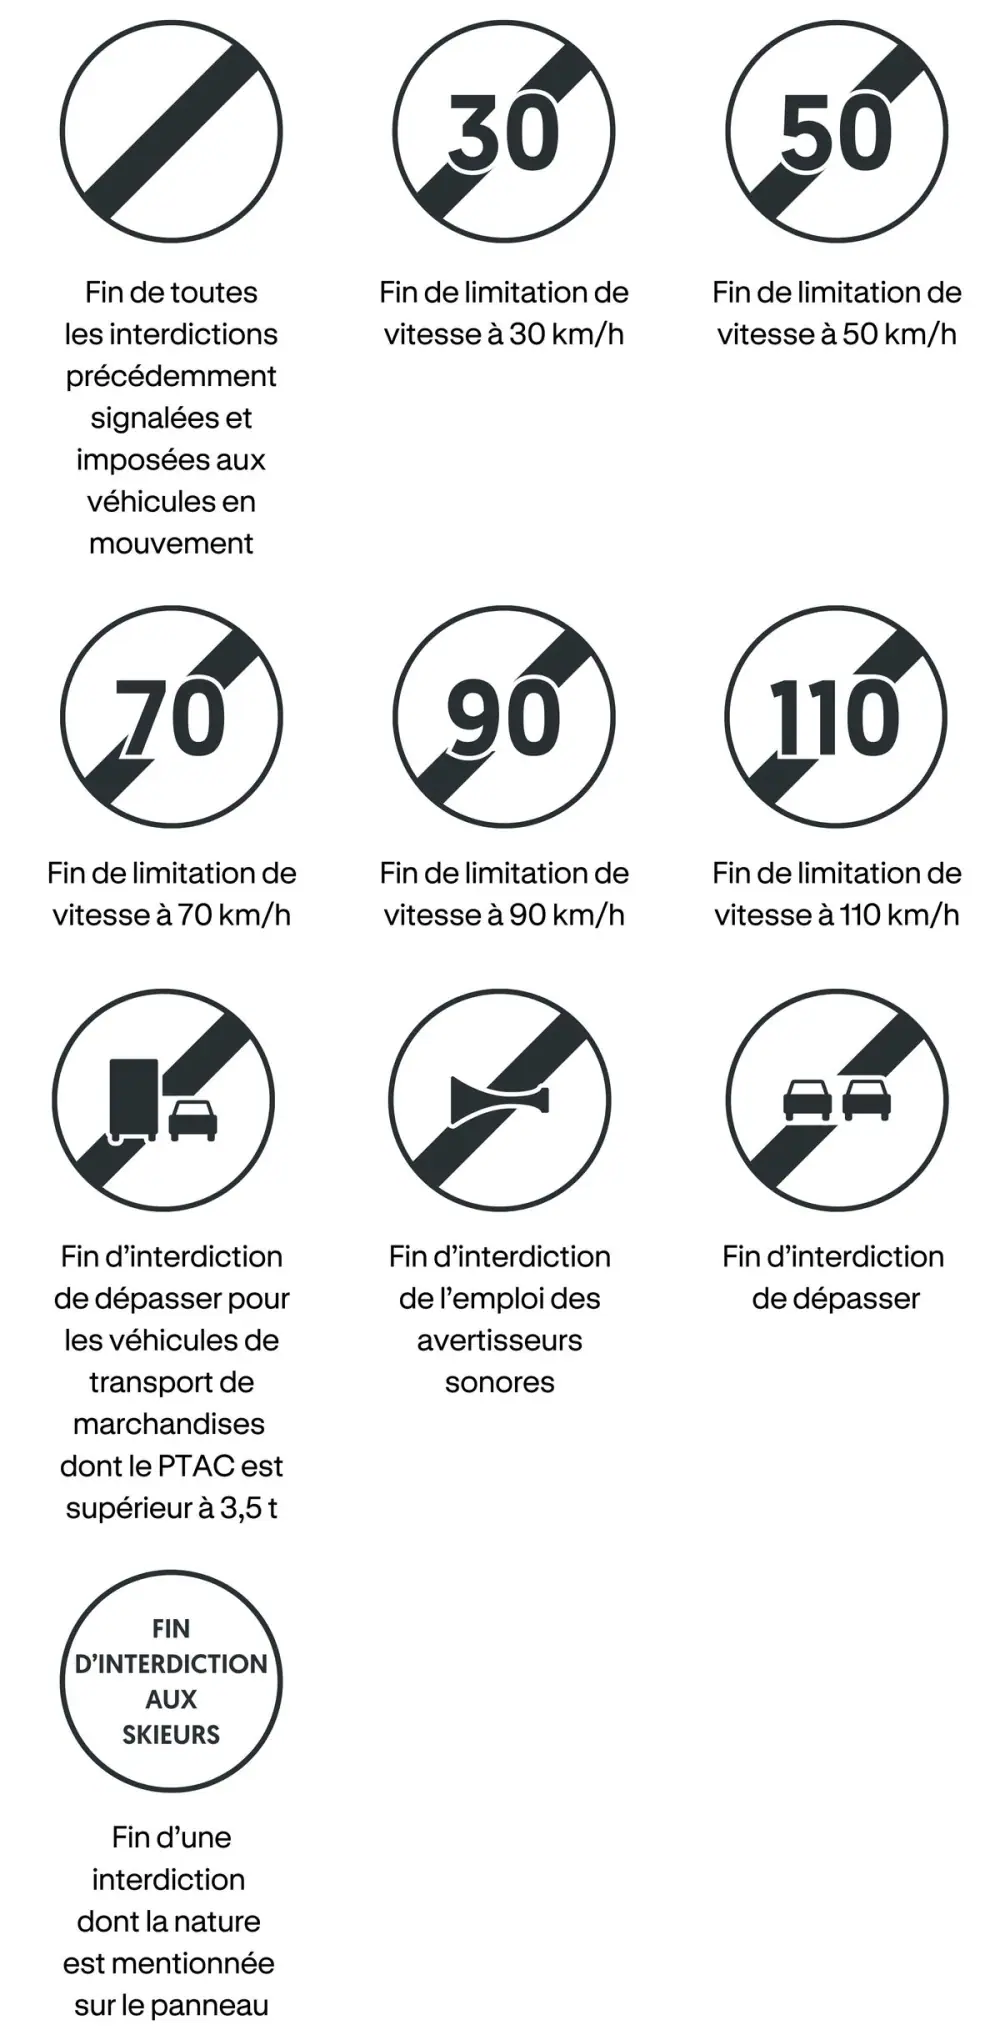 30
50
Fin de toutes
les interdictions
précédemment
signalées et
imposées aux
véhicules en
mouvement
Fin de limitation de
vitesse à 30 km/h
Fin de limitation de
vitesse à 50 km/h
70
90
110
Fin de limitation de
vitesse à 70 km/h
Fin de limitation de
vitesse à 90 km/h
Fin de limitation de
vitesse à 110 km/h
Fin d’interdiction
de dépasser pour
les véhicules de
transport de
marchandises
dont le PTAC est
supérieur à 3,5 t
Fin d’interdiction
de l’emploi des
avertisseurs
sonores
Fin d’interdiction
de dépasser
FIN
D’INTERDICTION
AUX
SKIEURS
Fin d’une
interdiction
dont la nature
est mentionnée
sur le panneau